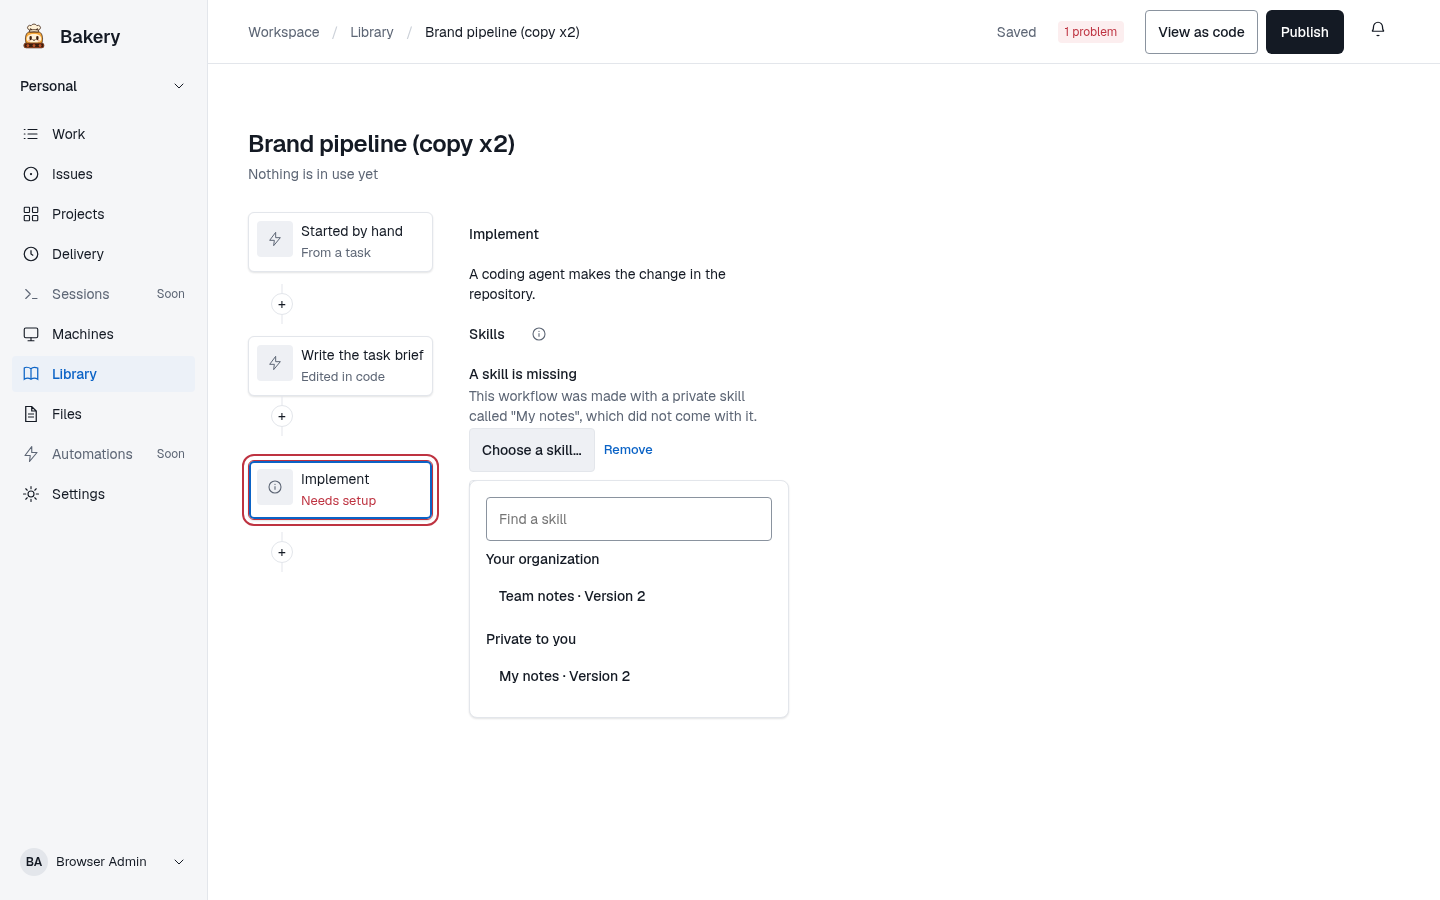 Bakery
Personal
Work
Issues
Projects
Delivery
Sessions Soon
Machines
Library
Files
Automations Soon
Settings
BA Browser Admin
Workspace / Library / Brand pipeline (copy x2)
Saved
1 problem
View as code
Publish
Brand pipeline (copy x2)
Nothing is in use yet
Started by hand
From a task
+
Write the task brief
Edited in code
+
Implement
Needs setup
+
Implement
A coding agent makes the change in the
repository.
Skills
A skill is missing
This workflow was made with a private skill
called "My notes", which did not come with it.
Choose a skill... Remove
Find a skill
Your organization
Team notes · Version 2
Private to you
My notes · Version 2